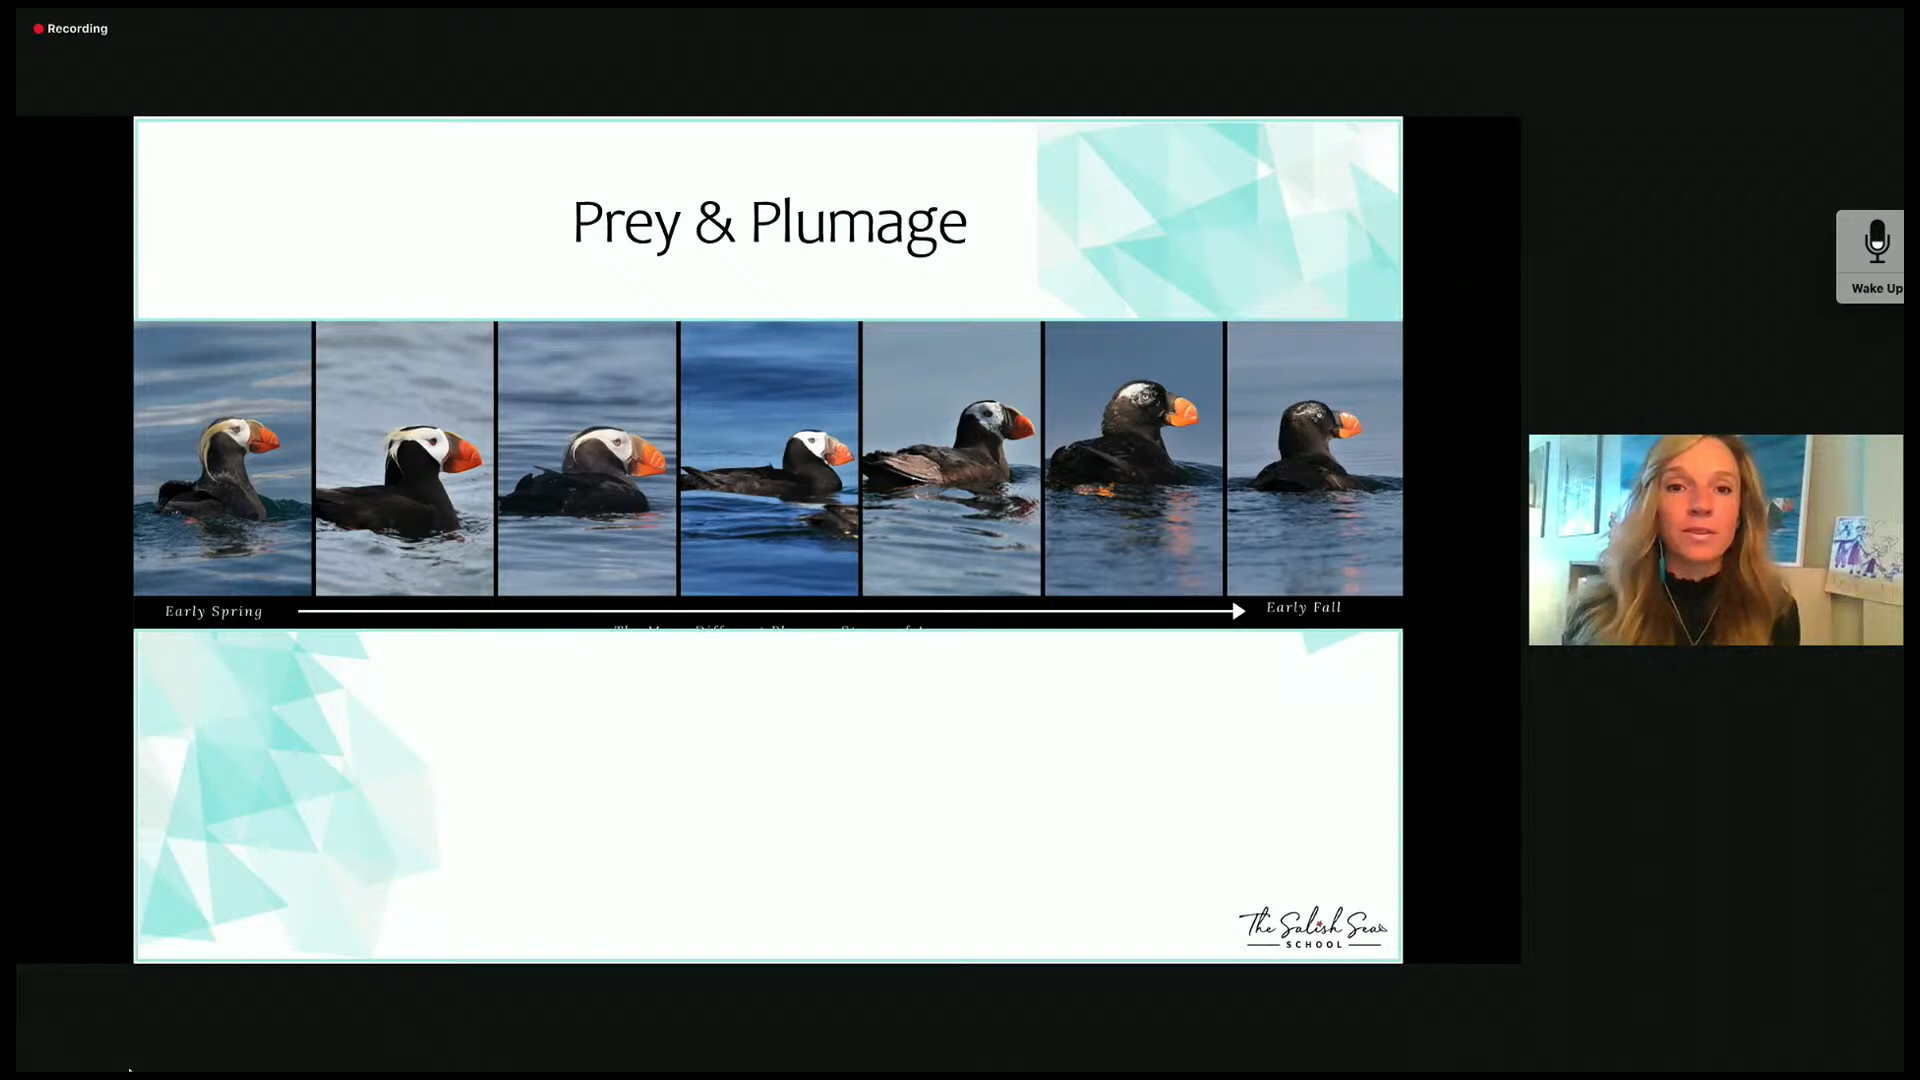 Recording
Prey & Plumage
Wake Up
Early Spring
Early Fall
The Salish Sea
SCHOOL